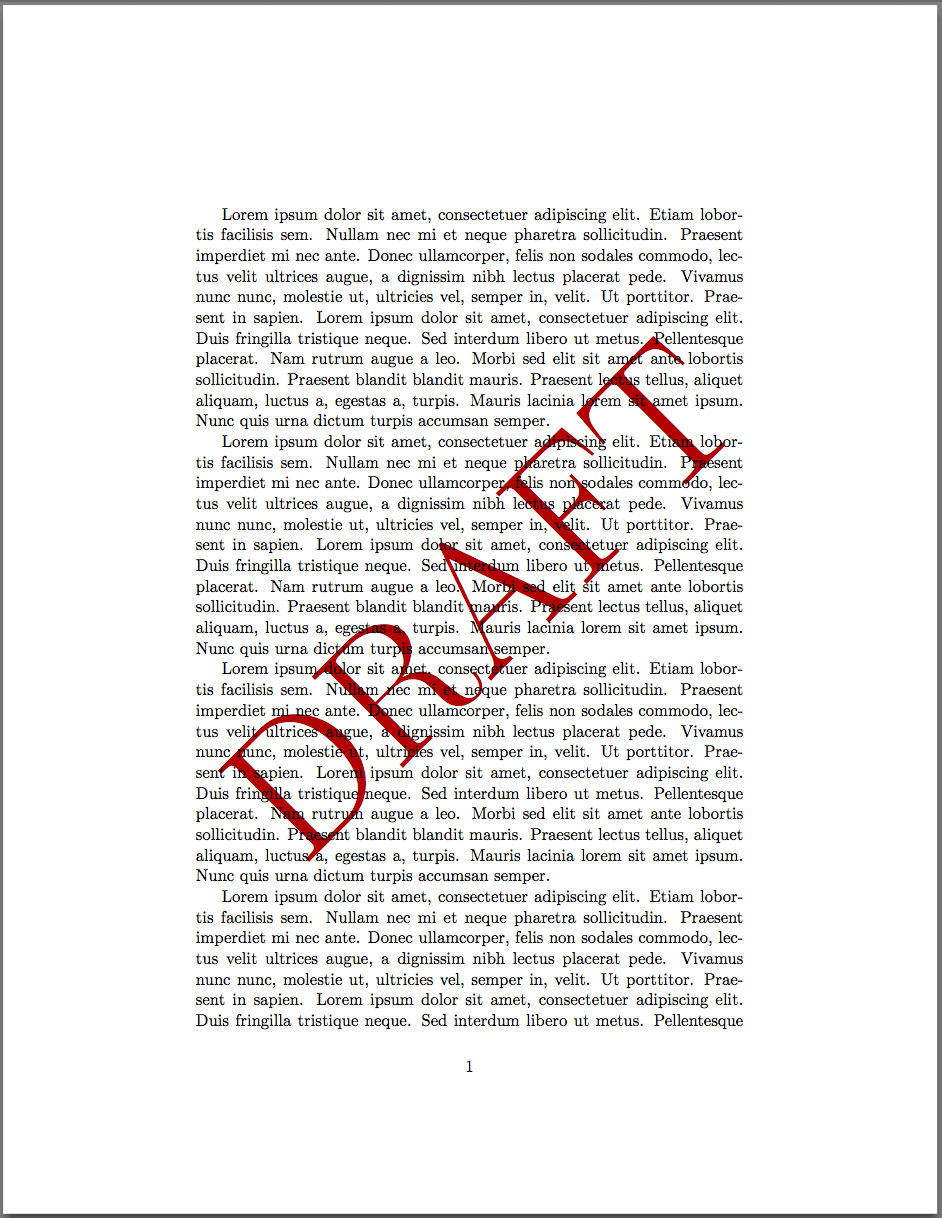 Lorem ipsum dolor sit amet, consectetuer adipiscing elit. Etiam lobor-
tis facilisis sem. Nullam nec mi et neque pharetra sollicitudin. Praesent
imperdiet mi nec ante. Donec ullamcorper, felis non sodales commodo, lec-
tus velit ultrices augue, a dignissim nibh lectus placerat pede. Vivamus
nunc nunc, molestie ut, ultricies vel, semper in, velit. Ut porttitor. Prae-
sent in sapien. Lorem ipsum dolor sit amet, consectetuer adipiscing elit.
Duis fringilla tristique neque. Sed interdum libero ut metus. Pellentesque
placerat. Nam rutrum augue a leo. Morbi sed elit sit amet ante lobortis
sollicitudin. Praesent blandit blandit mauris. Praesent lectus tellus, aliquet
aliquam, luctus a, egestas a, turpis. Mauris lacinia lorem sit amet ipsum.
Nunc quis urna dictum turpis accumsan semper.
Lorem ipsum dolor sit amet, consectetuer adipiscing elit. Etiam lobor-
tis facilisis sem. Nullam nec mi et neque pharetra sollicitudin. Praesent
imperdiet mi nec ante. Donec ullamcorper, felis non sodales commodo, lec-
tus velit ultrices augue, a dignissim nibh lectus placerat pede. Vivamus
nunc nunc, molestie ut, ultricies vel, semper in, velit. Ut porttitor. Prae-
sent in sapien. Lorem ipsum dolor sit amet, consectetuer adipiscing elit.
Duis fringilla tristique neque. Sed interdum libero ut metus. Pellentesque
placerat. Nam rutrum augue a leo. Morbi sed elit sit amet ante lobortis
sollicitudin. Praesent blandit blandit mauris. Praesent lectus tellus, aliquet
aliquam, luctus a, egestas a, turpis. Mauris lacinia lorem sit amet ipsum.
Nunc quis urna dictum turpis accumsan semper.
Lorem ipsum dolor sit amet, consectetuer adipiscing elit. Etiam lobor-
tis facilisis sem. Nullam nec mi et neque pharetra sollicitudin. Praesent
imperdiet mi nec ante. Donec ullamcorper, felis non sodales commodo, lec-
tus velit ultrices augue, a dignissim nibh lectus placerat pede. Vivamus
nunc nunc, molestie ut, ultricies vel, semper in, velit. Ut porttitor. Prae-
sent in sapien. Lorem ipsum dolor sit amet, consectetuer adipiscing elit.
Duis fringilla tristique neque. Sed interdum libero ut metus. Pellentesque
placerat. Nam rutrum augue a leo. Morbi sed elit sit amet ante lobortis
sollicitudin. Praesent blandit blandit mauris. Praesent lectus tellus, aliquet
aliquam, luctus a, egestas a, turpis. Mauris lacinia lorem sit amet ipsum.
Nunc quis urna dictum turpis accumsan semper.
Lorem ipsum dolor sit amet, consectetuer adipiscing elit. Etiam lobor-
tis facilisis sem. Nullam nec mi et neque pharetra sollicitudin. Praesent
imperdiet mi nec ante. Donec ullamcorper, felis non sodales commodo, lec-
tus velit ultrices augue, a dignissim nibh lectus placerat pede. Vivamus
nunc nunc, molestie ut, ultricies vel, semper in, velit. Ut porttitor. Prae-
sent in sapien. Lorem ipsum dolor sit amet, consectetuer adipiscing elit.
Duis fringilla tristique neque. Sed interdum libero ut metus. Pellentesque
DRAFT
1